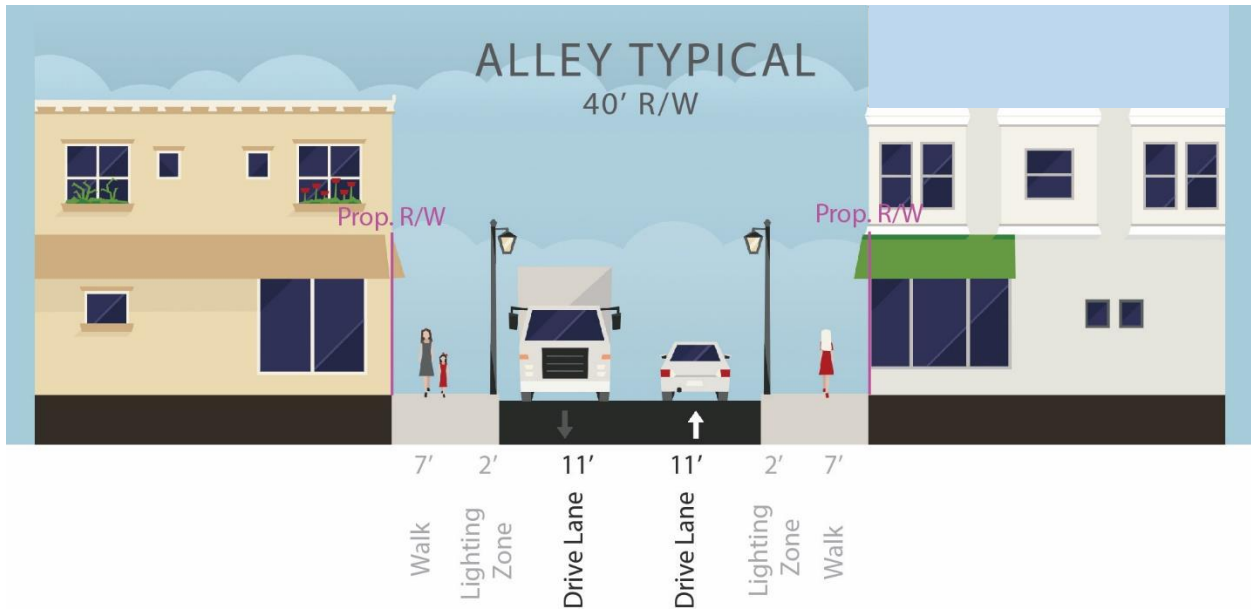 ALLEY TYPICAL
40’ R/W
Prop. R/W
Prop. R/W
7’
2’
11’
11’
2’
7’
Walk
Lighting
Zone
Drive Lane
Drive Lane
Lighting
Zone
Walk